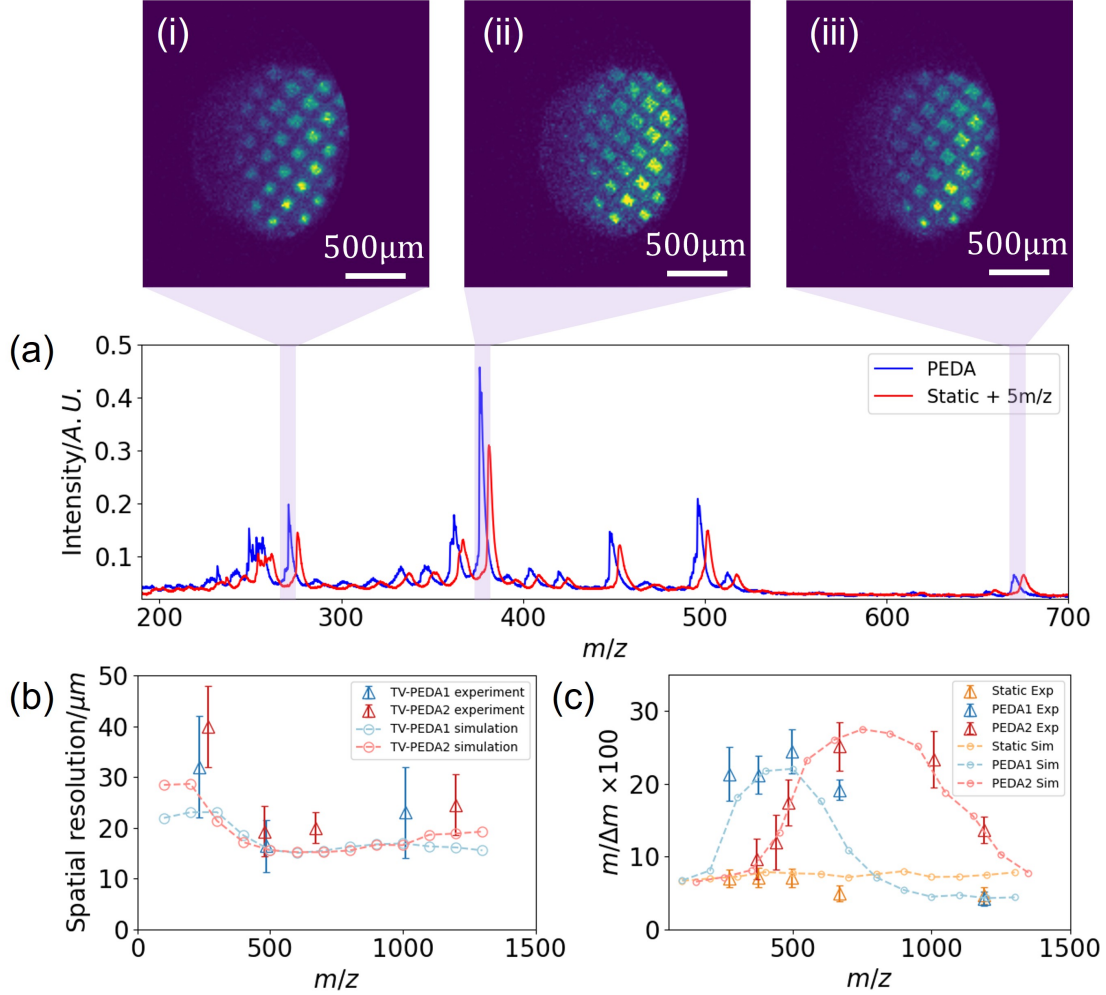 (i)
(ii)
(iii)
500μm
500μm
500μm
(a)
Intensity/A.U.
0.5
0.4
0.3
0.2
0.1
PEDA
Static + 5m/z
200
300
400
500
600
700
m/z
(b)
Spatial resolution/μm
50
40
30
20
10
0
TV-PEDA1 experiment
TV-PEDA2 experiment
TV-PEDA1 simulation
TV-PEDA2 simulation
0
500
1000
1500
m/z
(c)
m/Δm ×100
30
20
10
0
Static Exp
PEDA1 Exp
PEDA2 Exp
Static Sim
PEDA1 Sim
PEDA2 Sim
500
1000
1500
m/z